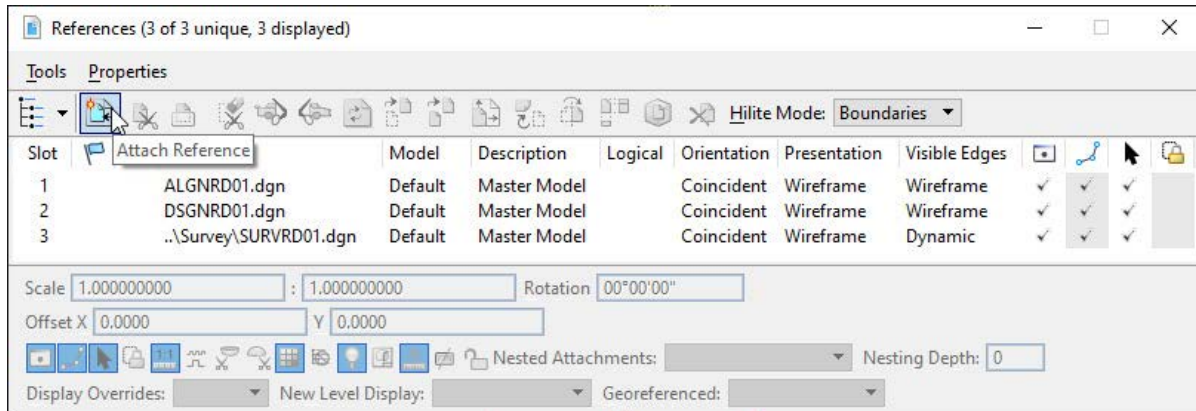 References (3 of 3 unique, 3 displayed)
Tools Properties
Hilite Mode: Boundaries
Attach Reference
Slot Model Description Logical Orientation Presentation Visible Edges
1 ALGNRD01.dgn Default Master Model Coincident Wireframe Wireframe
2 DSGNRD01.dgn Default Master Model Coincident Wireframe Wireframe
3 ..\Survey\SURVRD01.dgn Default Master Model Coincident Wireframe Dynamic
Scale 1.000000000 : 1.000000000 Rotation 00°00'00"
Offset X 0.0000 Y 0.0000
1:1 Nested Attachments: Nesting Depth: 0
Display Overrides: New Level Display: Georeferenced: